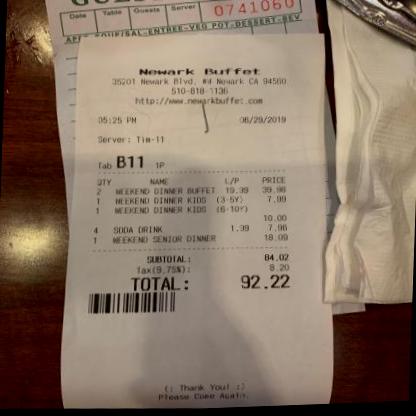 Date Table Guests Server 0741060
APP-SOUP/SAL-ENTREE-VEG POT-DESSERT-BEV
Newark Buffet
35201 Newark Blvd. #4 Newark CA 94560
510-818-1136
http://www.newarkbuffet.com
05:25 PM 06/29/2019
Server: Tim-11
Tab B11 1P
QTY NAME L/P PRICE
2 WEEKEND DINNER BUFFET 19.99 39.98
1 WEEKEND DINNER KIDS (3-5Y) 7.99
1 WEEKEND DINNER KIDS (6-10Y)
10.00
4 SODA DRINK 1.99 7.96
1 WEEKEND SENIOR DINNER 18.09
SUBTOTAL: 84.02
Tax(9.75%): 8.20
TOTAL: 92.22
(: Thank You! :)
Please Come Again.